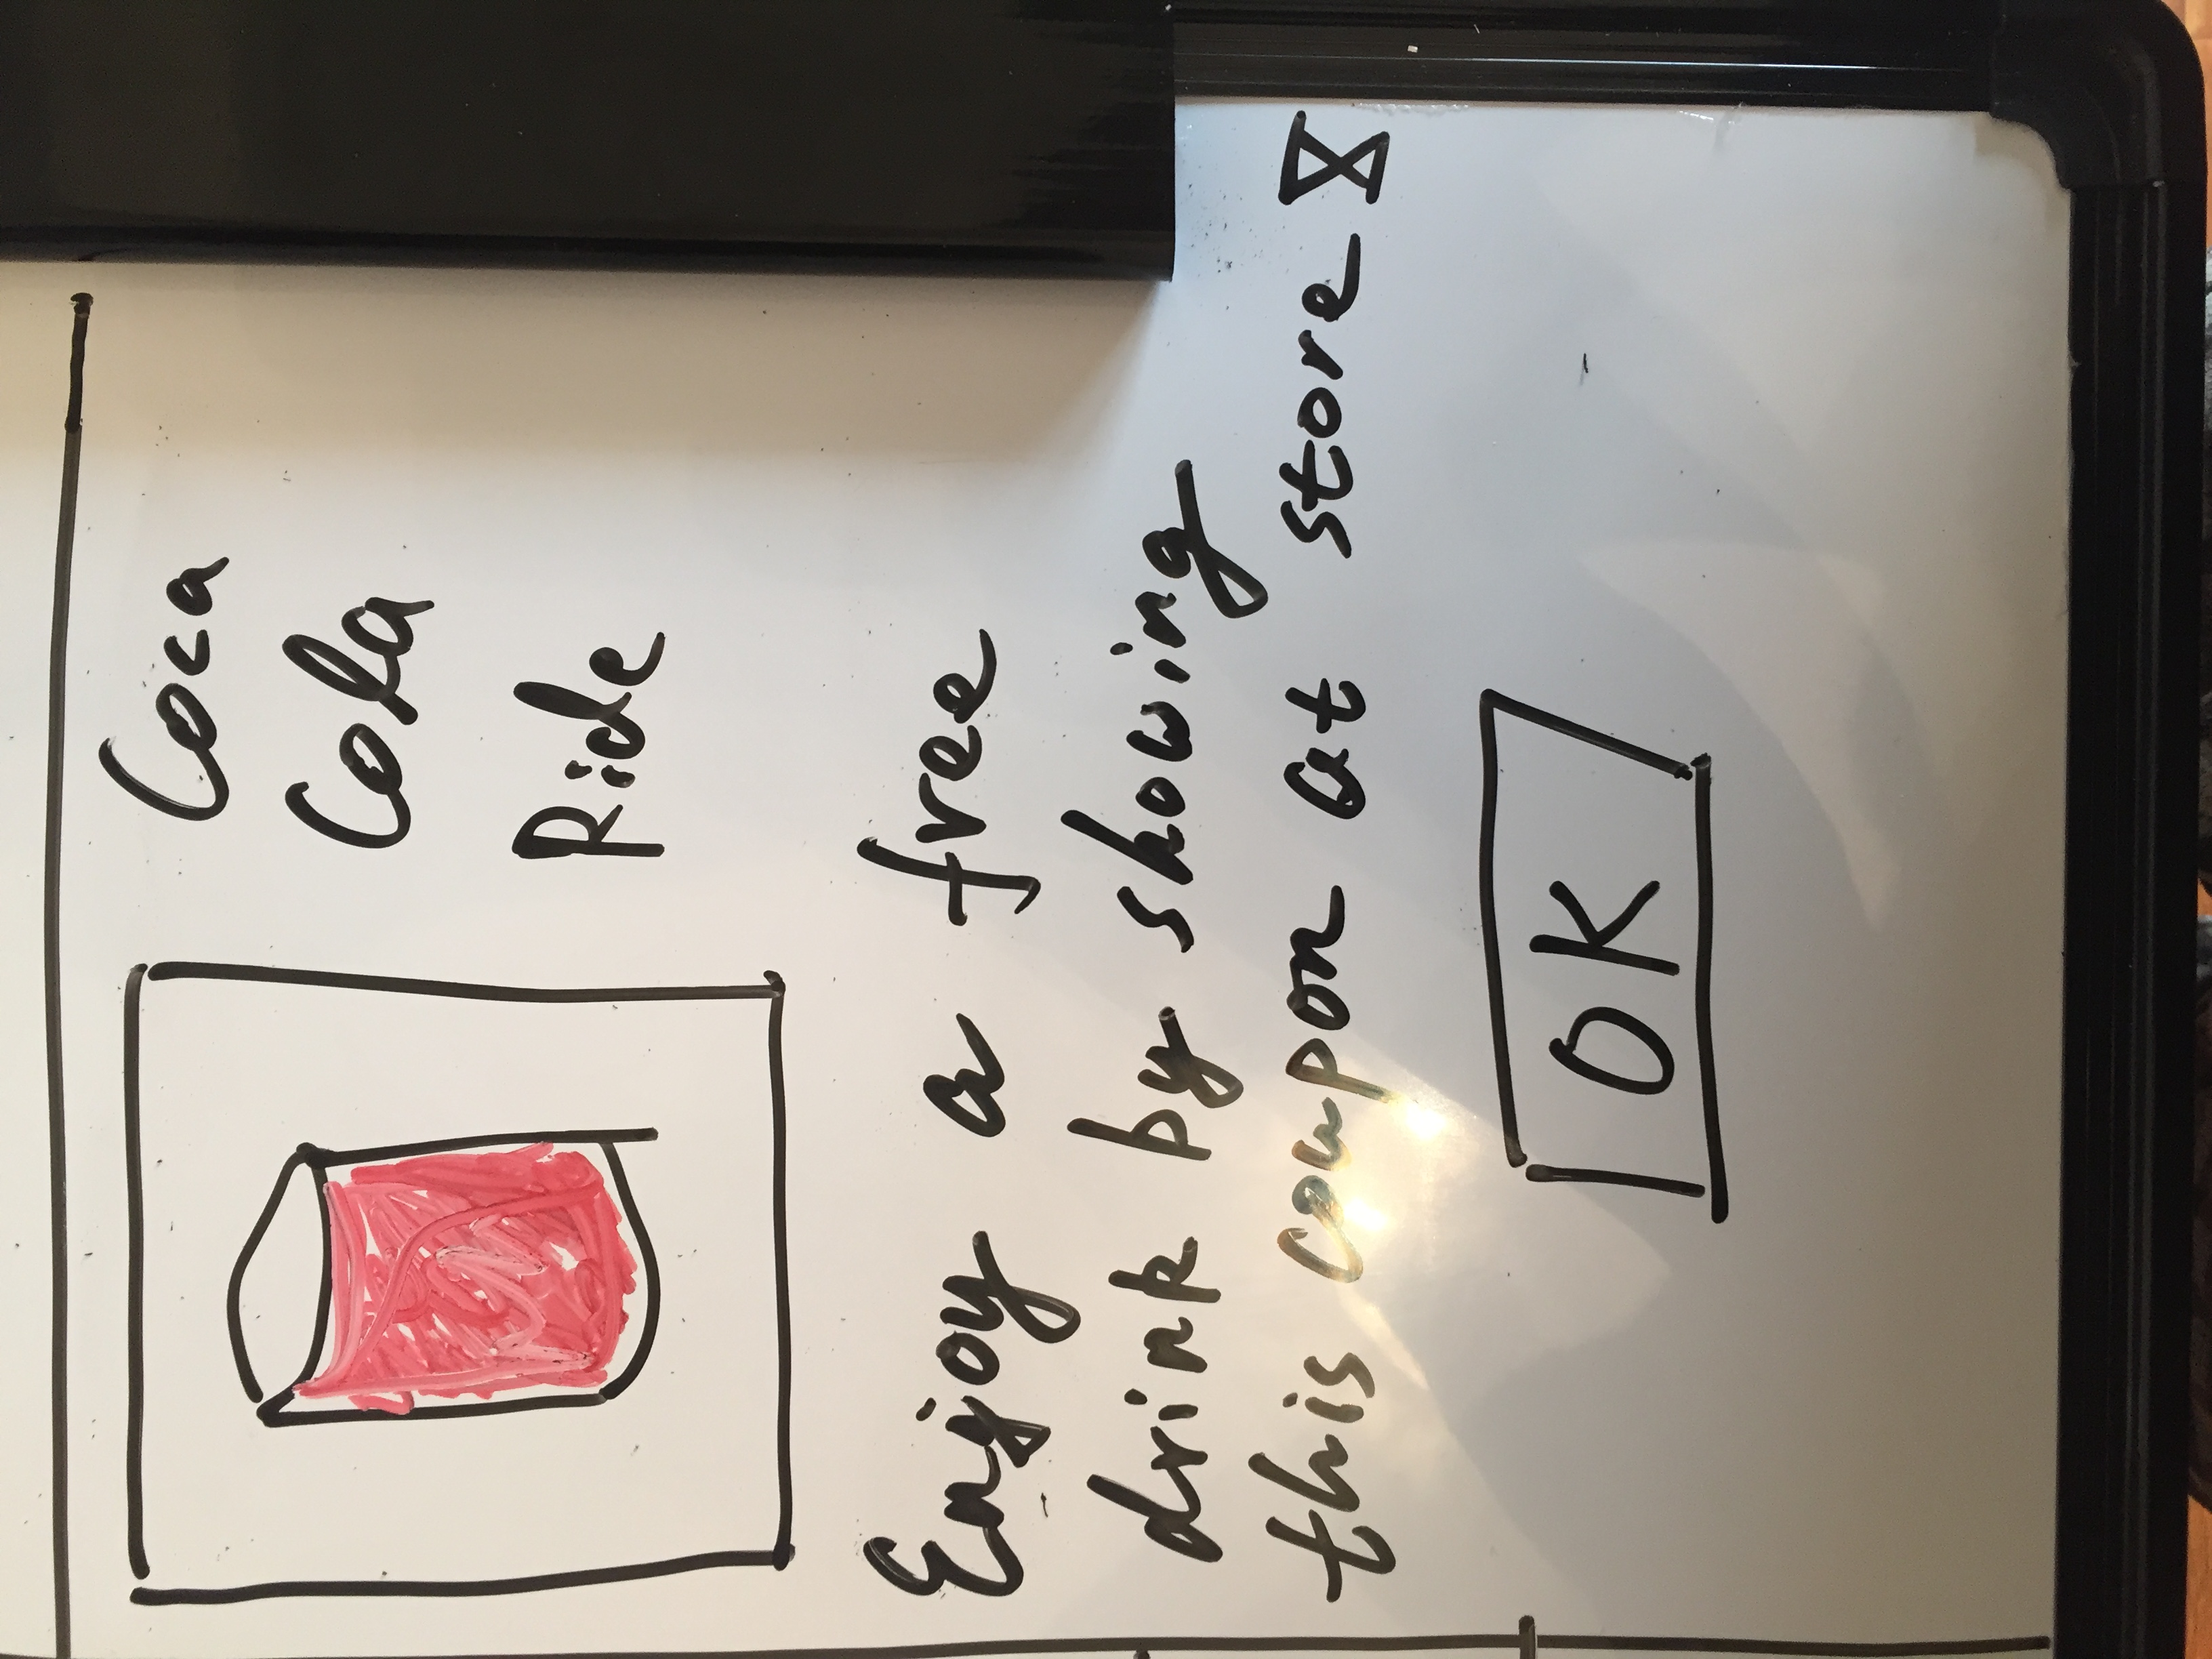 Coca
Cola
Ride
Enjoy a free
drink by showing
this coupon at store X
OK